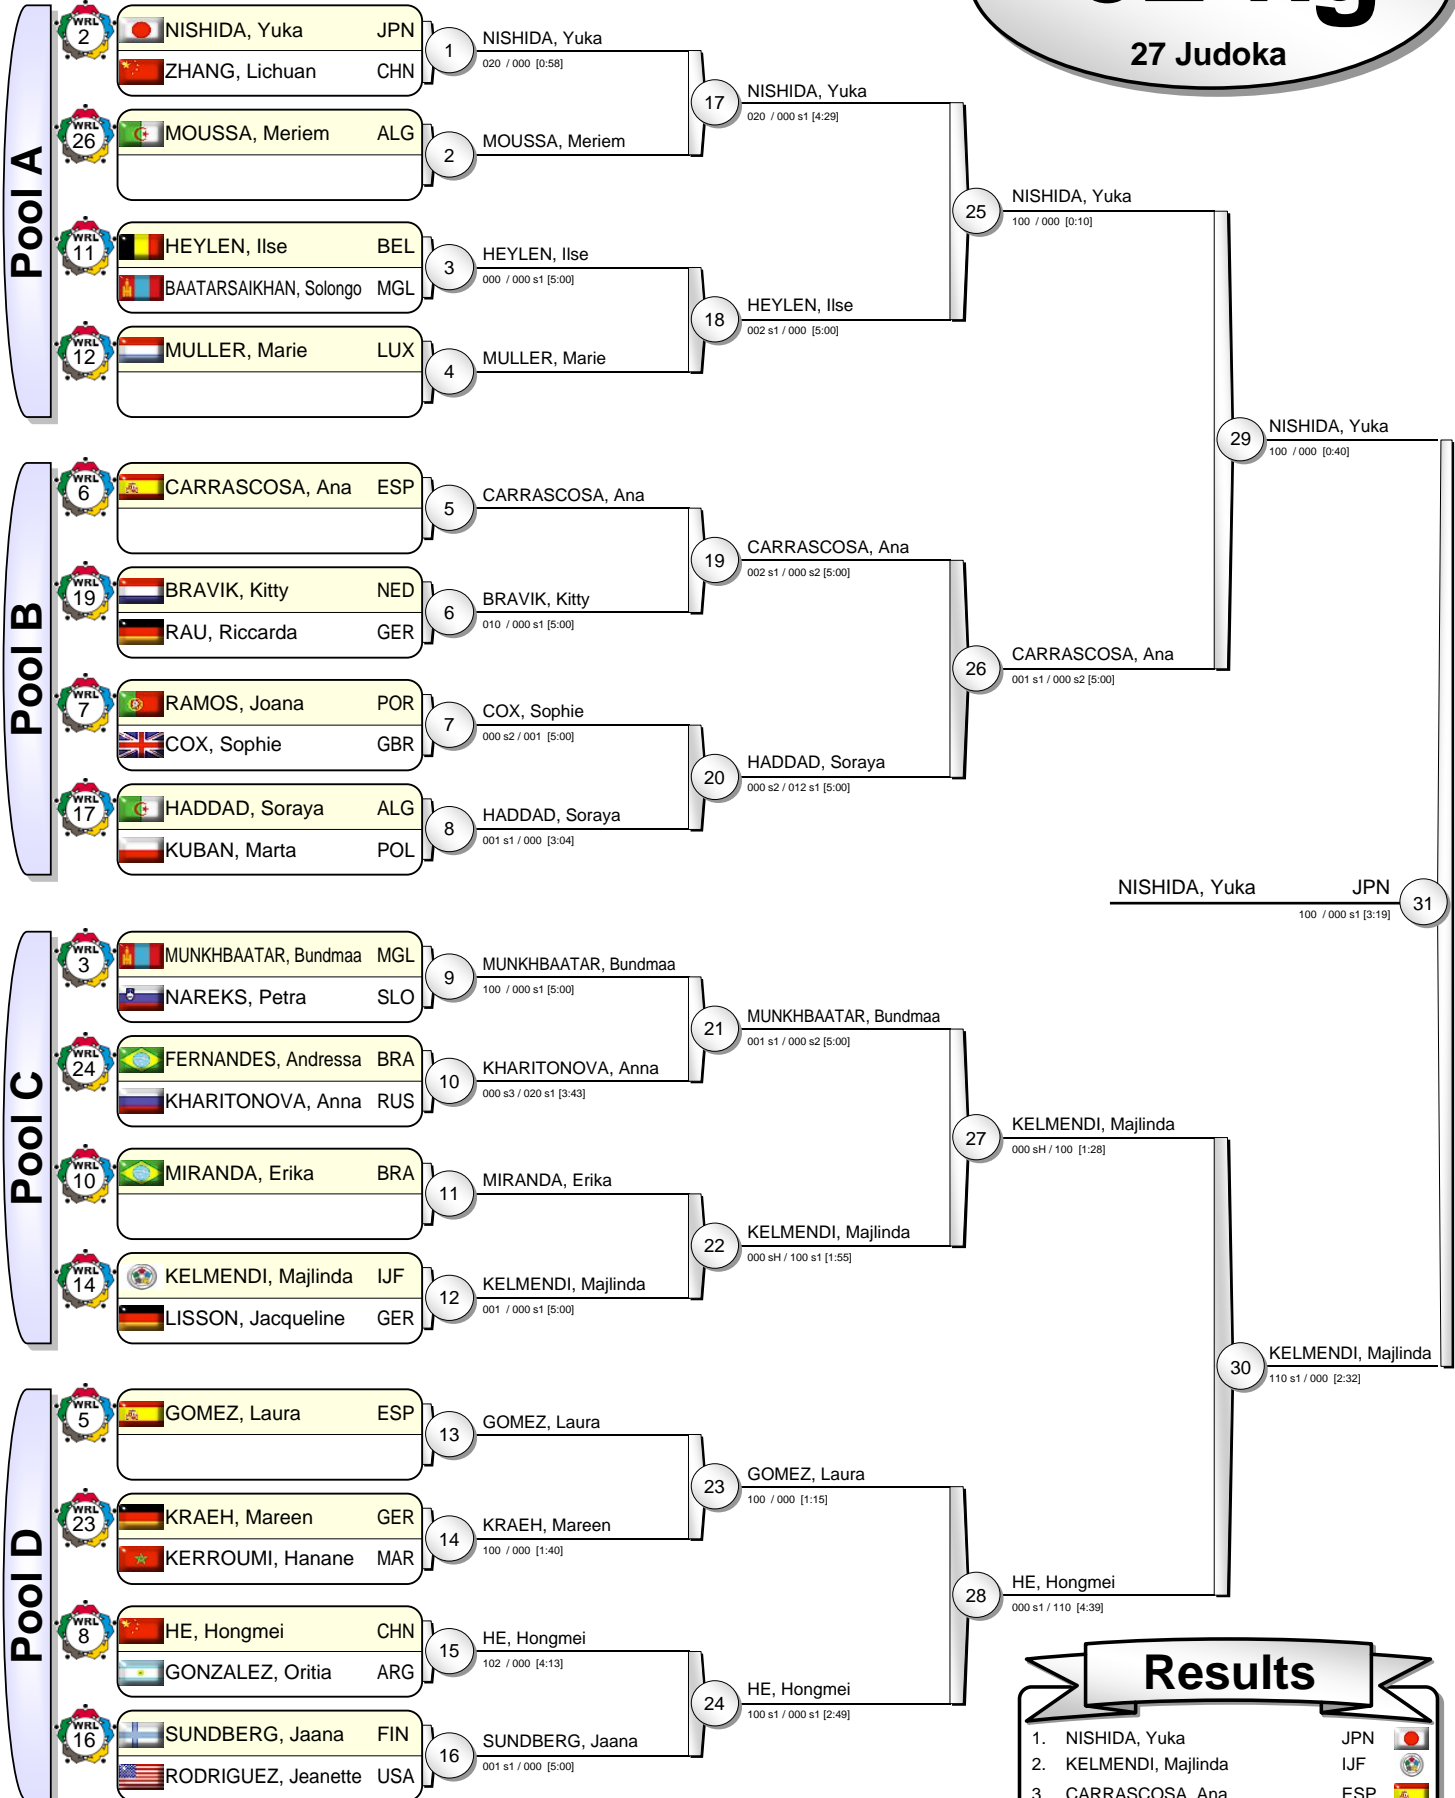 27 Judoka
Pool A
WRL 2
NISHIDA, Yuka JPN
ZHANG, Lichuan CHN
WRL 26
MOUSSA, Meriem ALG
WRL 11
HEYLEN, Ilse BEL
BAATARSAIKHAN, Solongo MGL
WRL 12
MULLER, Marie LUX
1
NISHIDA, Yuka
020 / 000 [0:58]
2
MOUSSA, Meriem
3
HEYLEN, Ilse
000 / 000 s1 [5:00]
4
MULLER, Marie
17
NISHIDA, Yuka
020 / 000 s1 [4:29]
18
HEYLEN, Ilse
002 s1 / 000 [5:00]
25
NISHIDA, Yuka
100 / 000 [0:10]
Pool B
WRL 6
CARRASCOSA, Ana ESP
WRL 19
BRAVIK, Kitty NED
RAU, Riccarda GER
WRL 7
RAMOS, Joana POR
COX, Sophie GBR
WRL 17
HADDAD, Soraya ALG
KUBAN, Marta POL
5
CARRASCOSA, Ana
6
BRAVIK, Kitty
010 / 000 s1 [5:00]
7
COX, Sophie
000 s2 / 001 [5:00]
8
HADDAD, Soraya
001 s1 / 000 [3:04]
19
CARRASCOSA, Ana
002 s1 / 000 s2 [5:00]
20
HADDAD, Soraya
000 s2 / 012 s1 [5:00]
26
CARRASCOSA, Ana
001 s1 / 000 s2 [5:00]
29
NISHIDA, Yuka
100 / 000 [0:40]
NISHIDA, Yuka JPN
100 / 000 s1 [3:19]
31
Pool C
WRL 3
MUNKHBAATAR, Bundmaa MGL
NAREKS, Petra SLO
WRL 24
FERNANDES, Andressa BRA
KHARITONOVA, Anna RUS
WRL 10
MIRANDA, Erika BRA
WRL 14
KELMENDI, Majlinda IJF
LISSON, Jacqueline GER
9
MUNKHBAATAR, Bundmaa
100 / 000 s1 [5:00]
10
KHARITONOVA, Anna
000 s3 / 020 s1 [3:43]
11
MIRANDA, Erika
12
KELMENDI, Majlinda
001 / 000 s1 [5:00]
21
MUNKHBAATAR, Bundmaa
001 s1 / 000 s2 [5:00]
22
KELMENDI, Majlinda
000 sH / 100 s1 [1:55]
27
KELMENDI, Majlinda
000 sH / 100 [1:28]
Pool D
WRL 5
GOMEZ, Laura ESP
WRL 23
KRAEH, Mareen GER
KERROUMI, Hanane MAR
WRL 8
HE, Hongmei CHN
GONZALEZ, Oritia ARG
WRL 16
SUNDBERG, Jaana FIN
RODRIGUEZ, Jeanette USA
13
GOMEZ, Laura
14
KRAEH, Mareen
100 / 000 [1:40]
15
HE, Hongmei
102 / 000 [4:13]
16
SUNDBERG, Jaana
001 s1 / 000 [5:00]
23
GOMEZ, Laura
100 / 000 [1:15]
24
HE, Hongmei
100 s1 / 000 s1 [2:49]
28
HE, Hongmei
000 s1 / 110 [4:39]
30
KELMENDI, Majlinda
110 s1 / 000 [2:32]
Results
1. NISHIDA, Yuka JPN
2. KELMENDI, Majlinda IJF
3. CARRASCOSA, Ana ESP